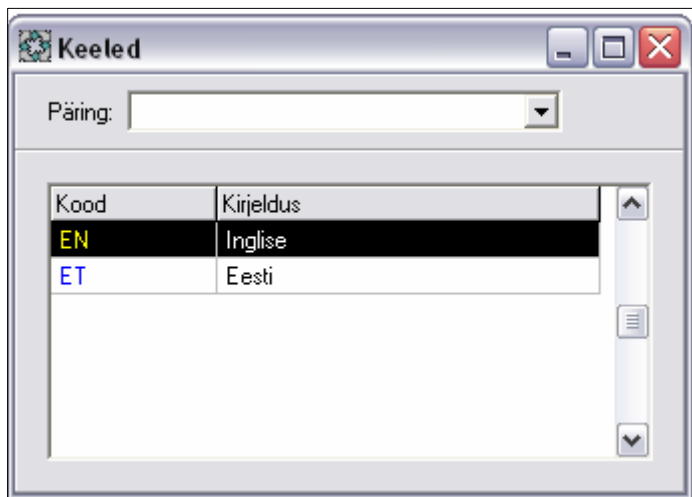 Keeled
Päring:
Kood Kirjeldus
EN Inglise
ET Eesti